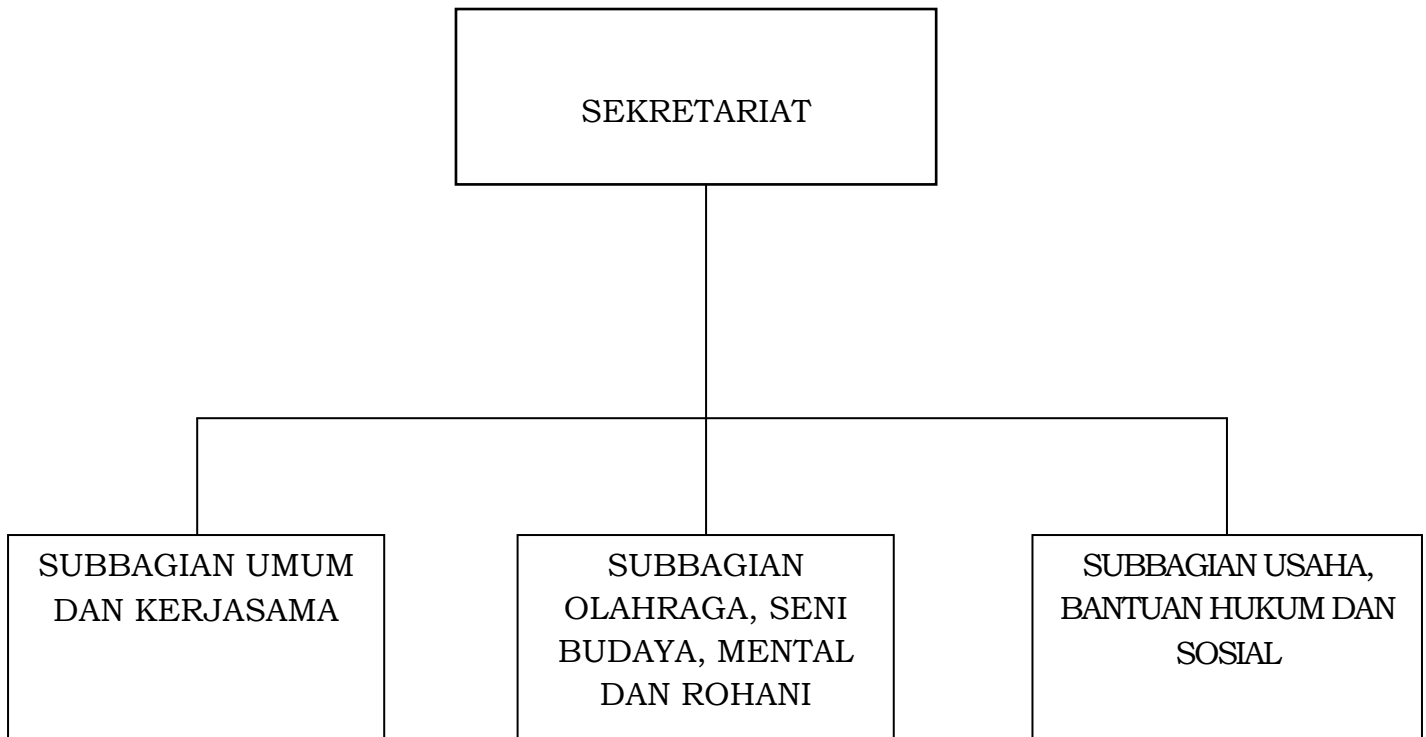 SEKRETARIAT
SUBBAGIAN UMUM
DAN KERJASAMA
SUBBAGIAN
OLAHRAGA, SENI
BUDAYA, MENTAL
DAN ROHANI
SUBBAGIAN USAHA,
BANTUAN HUKUM DAN
SOSIAL